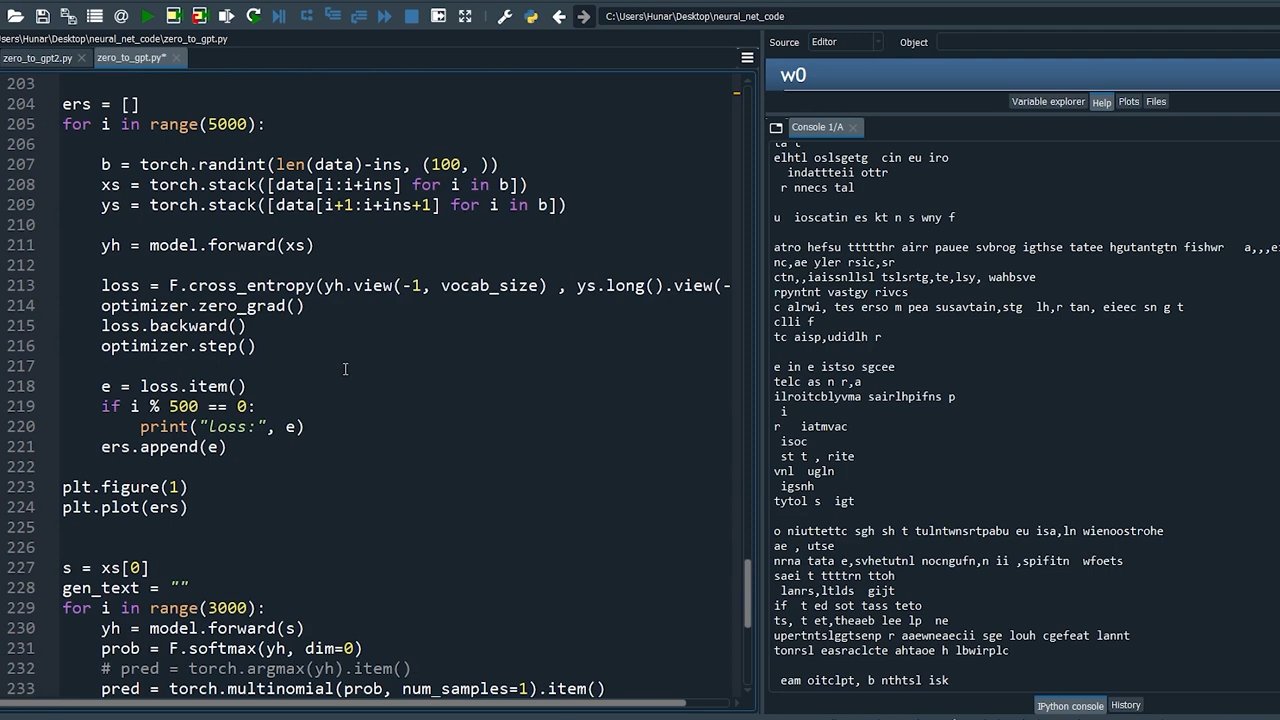 C:\Users\Hunar\Desktop\neural_net_code
ers\Hunar\Desktop\neural_net_code\zero_to_gpt.py
zero_to_gpt2.py
zero_to_gpt.py*
203
204 ers = []
205 for i in range(5000):
206
207 b = torch.randint(len(data)-ins, (100, ))
208 xs = torch.stack([data[i:i+ins] for i in b])
209 ys = torch.stack([data[i+1:i+ins+1] for i in b])
210
211 yh = model.forward(xs)
212
213 loss = F.cross_entropy(yh.view(-1, vocab_size) , ys.long().view(-
214 optimizer.zero_grad()
215 loss.backward()
216 optimizer.step()
217
218 e = loss.item()
219 if i % 500 == 0:
220 print("loss:", e)
221 ers.append(e)
222
223 plt.figure(1)
224 plt.plot(ers)
225
226
227 s = xs[0]
228 gen_text = ""
229 for i in range(3000):
230 yh = model.forward(s)
231 prob = F.softmax(yh, dim=0)
232 # pred = torch.argmax(yh).item()
233 pred = torch.multinomial(prob, num_samples=1).item()
Source Editor Object
w0
Variable explorer Help Plots Files
Console 1/A
ta t
elhtl oslsgetg cin eu iro
indatteii ottr
r nnecs tal
u ioscatin es kt n s wny f
atro hefsu ttttthr airr pauee svbrog igthse tatee hgutantgtn fishwr a,,,e
nc,ae yler rsic,sr
ctn,,iaissnllsl tslsrtg,te,lsy, wahbsve
rpyntnt vastgy rivcs
c alrwi, tes erso m pea susavtain,stg lh,r tan, eieec sn g t
clli f
tc aisp,udidlh r
e in e istso sgcee
telc as n r,a
ilroitcblyvma sairlhpifns p
i
r iatmvac
isoc
st t , rite
vnl ugln
igsnh
tytol s igt
o niuttettc sgh sh t tulntwnsrtpabu eu isa,ln wienoostrohe
ae , utse
nrna tata e,svhetutnl nocngufn,n ii ,spifitn wfoets
saei t ttttrn ttoh
lanrs,ltlds gijt
if t ed sot tass teto
ts, t et,theaeb lee lp ne
upertntslggtsenp r aaewneaecii sge louh cgefeat lannt
tonrsl easraclcte ahtaoe h lbwirplc
eam oitclpt, b nthtsl isk
IPython console History